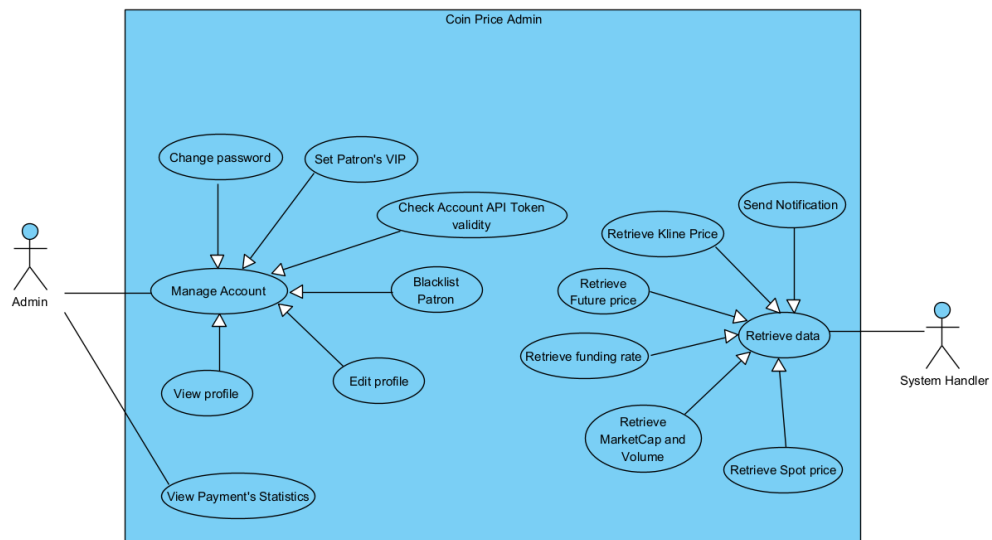 Coin Price Admin
Change password
Set Patron's VIP
Check Account API Token
validity
Send Notification
Retrieve Kline Price
Manage Account
Blacklist
Patron
Retrieve
Future price
Admin
Retrieve data
Retrieve funding rate
System Handler
View profile
Edit profile
Retrieve
MarketCap and
Volume
Retrieve Spot price
View Payment's Statistics